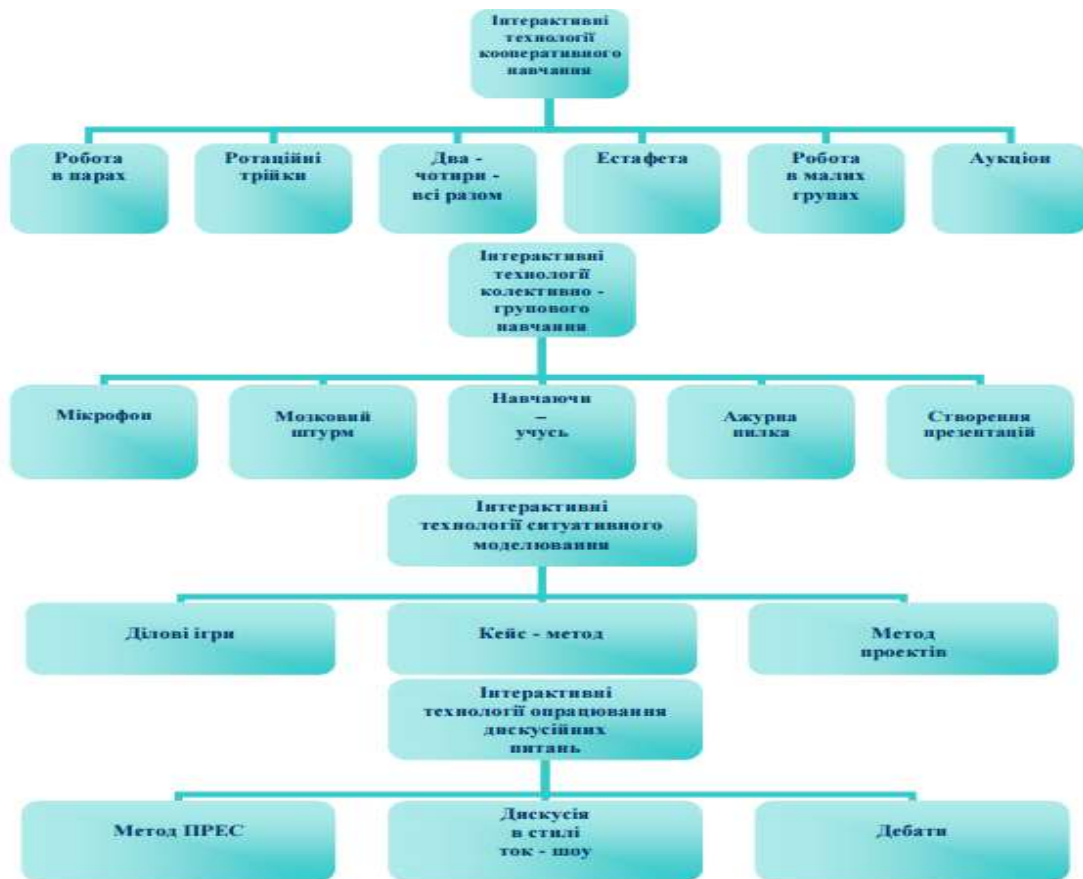 Інтерактивні
технології
кооперативного
навчання
Робота
в парах
Ротаційні
трійки
Два -
чотири -
всі разом
Естафета
Робота
в малих
групах
Аукціон
Інтерактивні
технології
колективно -
групового
навчання
Мікрофон
Мозковий
штурм
Навчаючи
–
учусь
Ажурна
пилка
Створення
презентацій
Інтерактивні
технології ситуативного
моделювання
Ділові ігри
Кейс - метод
Метод
проектів
Інтерактивні
технології опрацювання
дискусійних
питань
Метод ПРЕС
Дискусія
в стилі
ток - шоу
Дебати